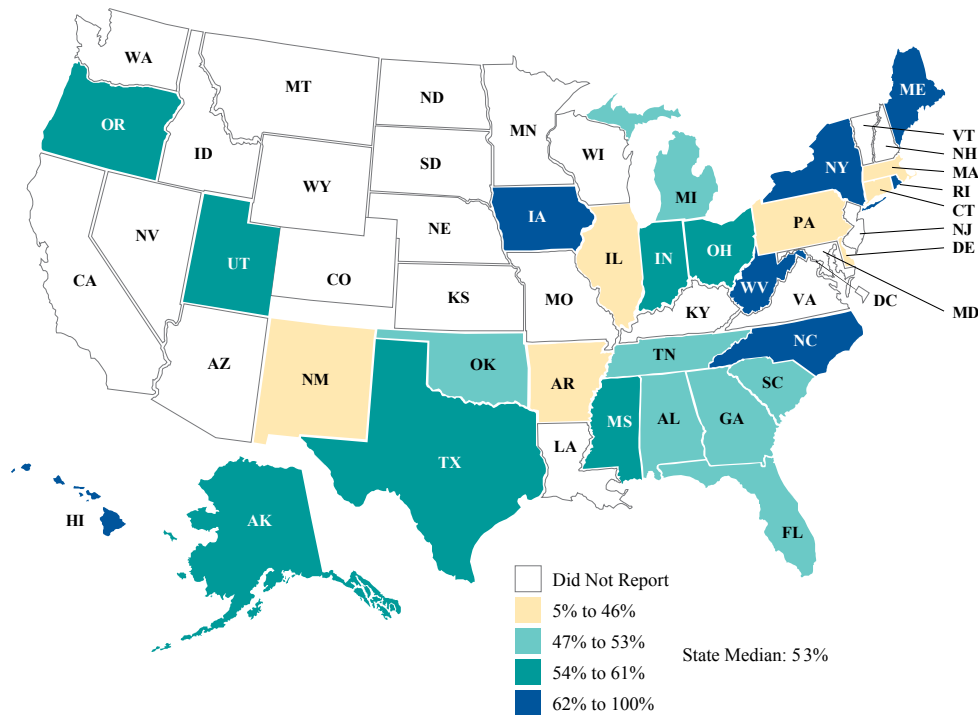 WA
MT
ND
ME
OR
MN
VT
ID
SD
WI
NH
WY
NY
MA
MI
RI
IA
CT
NE
PA
NJ
NV
IL
IN
OH
DE
UT
CA
CO
WV
KS
MO
VA
DC
KY
MD
NC
AZ
OK
TN
NM
AR
SC
MS
AL
GA
LA
TX
HI
AK
FL
Did Not Report
5% to 46%
47% to 53%
State Median: 53%
54% to 61%
62% to 100%